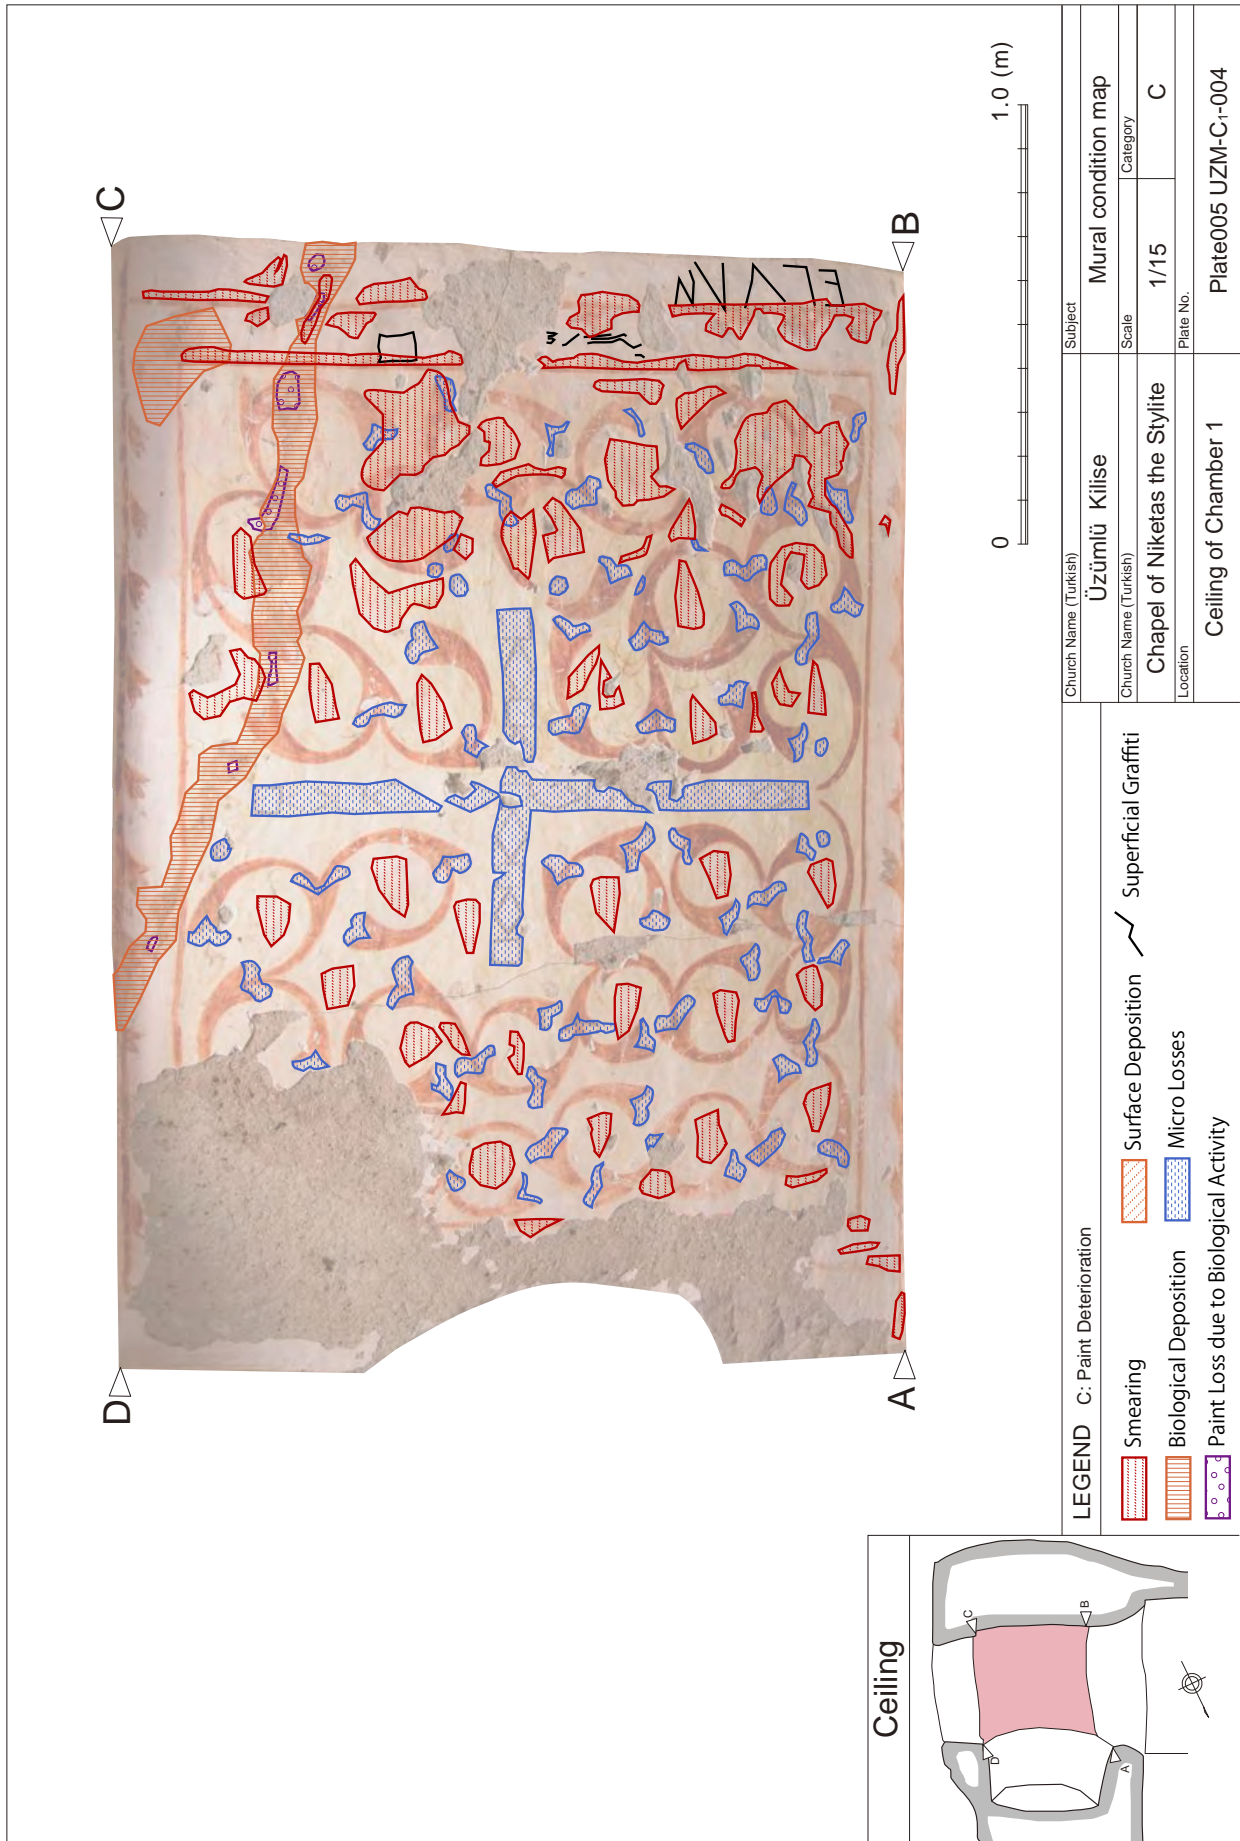 D
C
A
B
0
1.0 (m)
Ceiling
D
C
A
B
LEGEND C: Paint Deterioration
Smearing
Surface Deposition
Superficial Graffiti
Biological Deposition
Micro Losses
Paint Loss due to Biological Activity
Church Name (Turkish)
Üzümlü Kilise
Subject
Mural condition map
Church Name (Turkish)
Chapel of Niketas the Stylite
Scale
1/15
Category
C
Location
Ceiling of Chamber 1
Plate No.
Plate005 UZM-C1-004